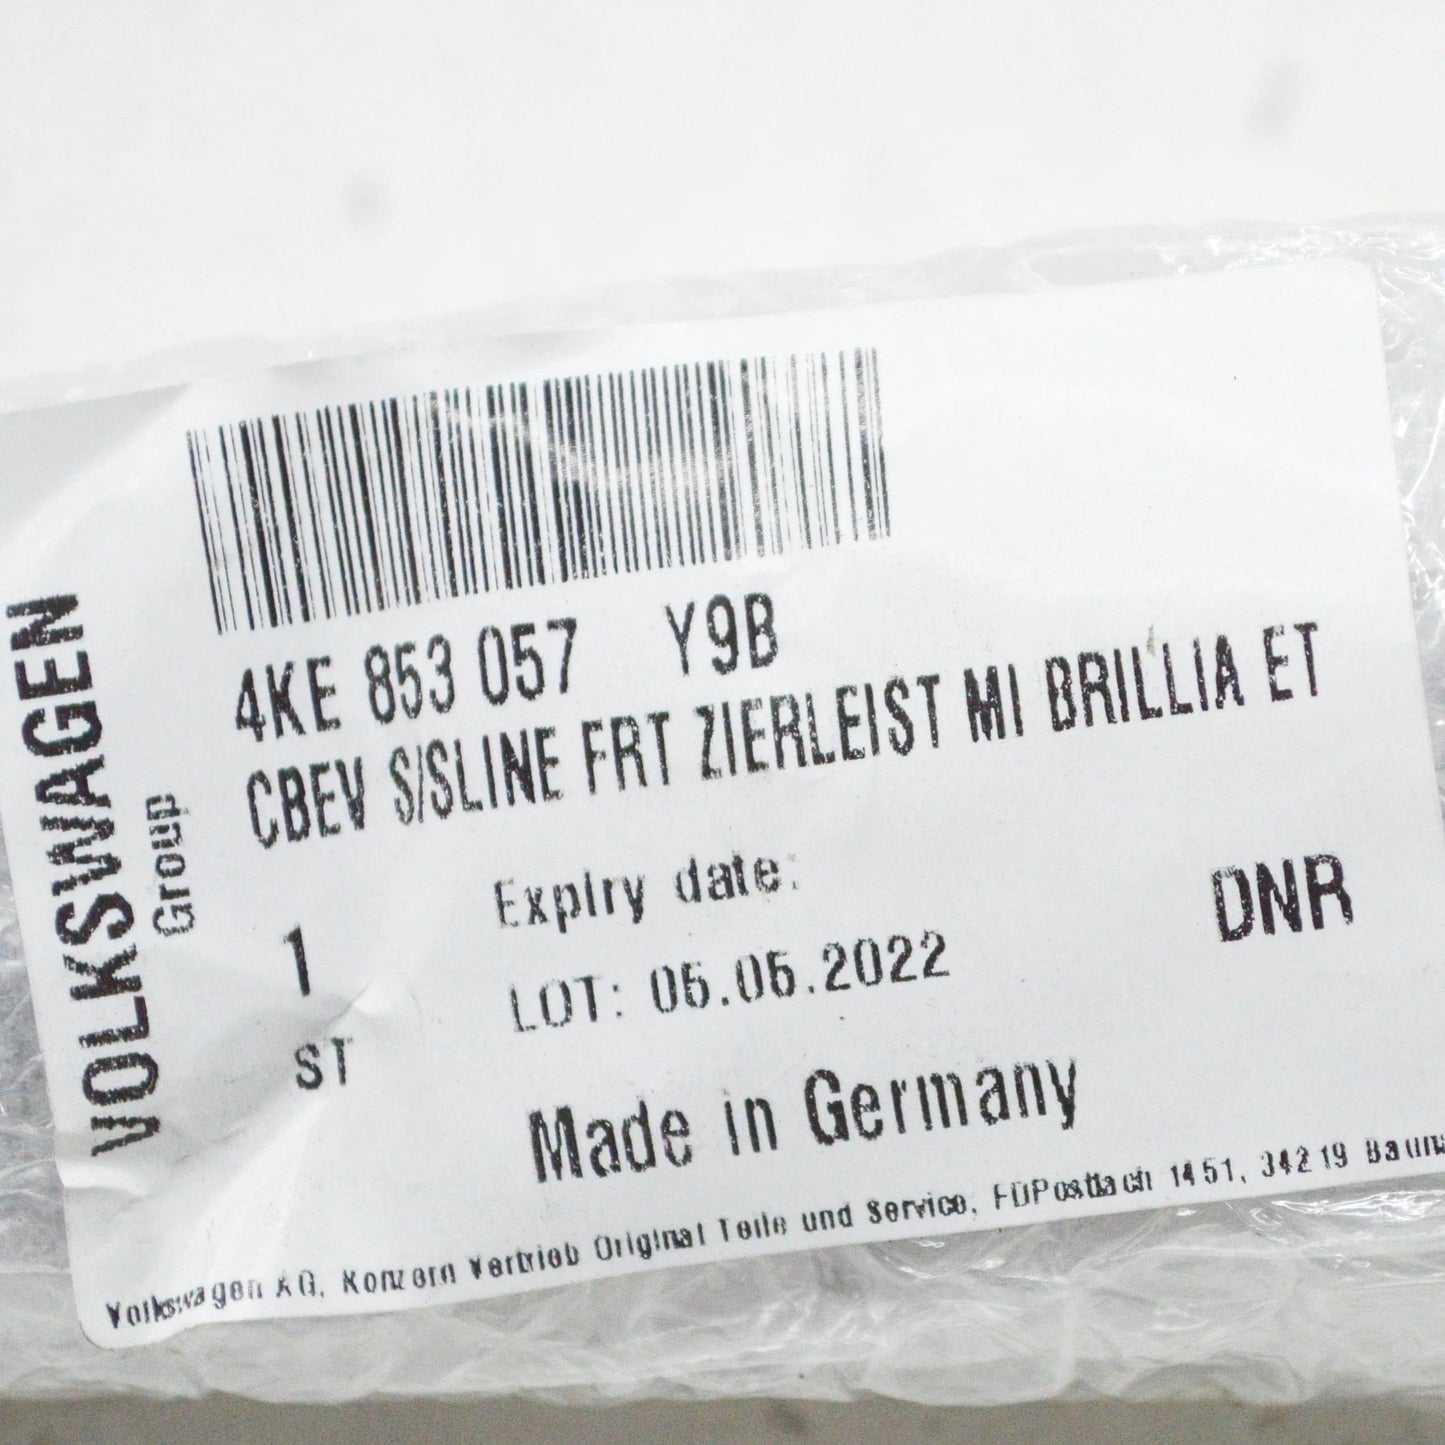 VOLKSWAGEN
Group
4KE 853 057 Y9B
CBEV S/SLINE FRT ZIERLEIST MI BRILLIA ET
Expiry date:
1
DNR
LOT: 05.05.2022
ST
Made in Germany
Volkswagen AG, Konzern Vertrieb Original Teile und Service, FDPostfach 1451, 34219